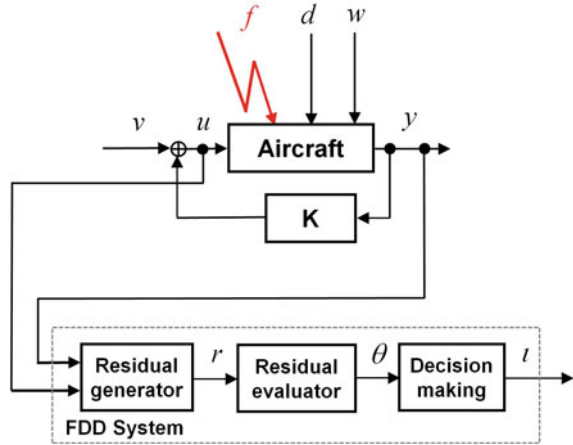 f d w
v u y
Aircraft
K
Residual
generator
r
Residual
evaluator
θ
Decision
making
ι
FDD System